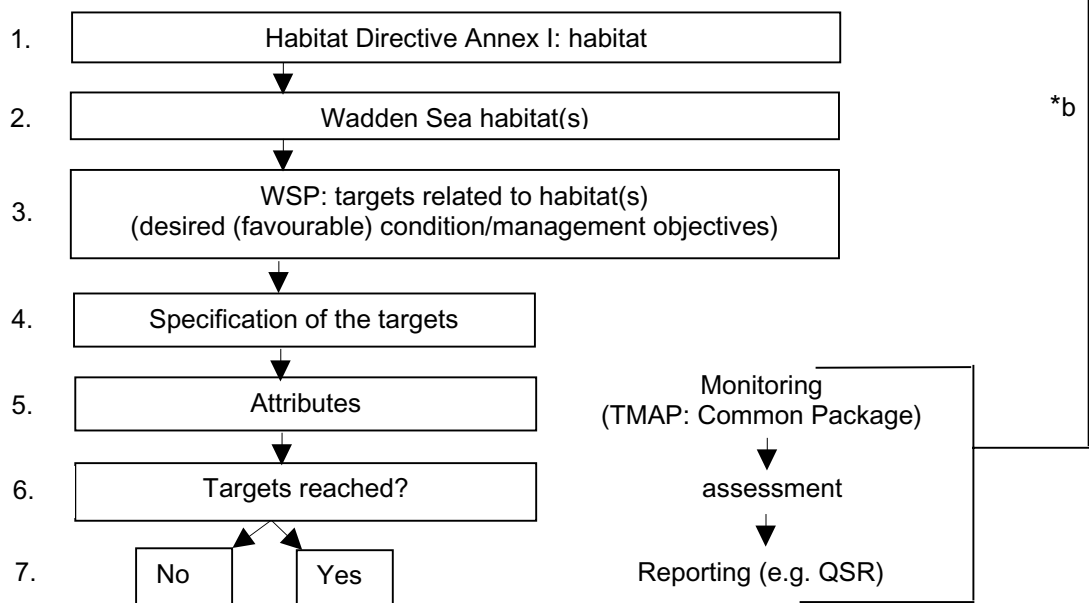 1.
Habitat Directive Annex I: habitat
2.
Wadden Sea habitat(s)
*b
3.
WSP: targets related to habitat(s)
(desired (favourable) condition/management objectives)
4.
Specification of the targets
5.
Attributes
Monitoring
(TMAP: Common Package)
6.
Targets reached?
assessment
7.
No
Yes
Reporting (e.g. QSR)